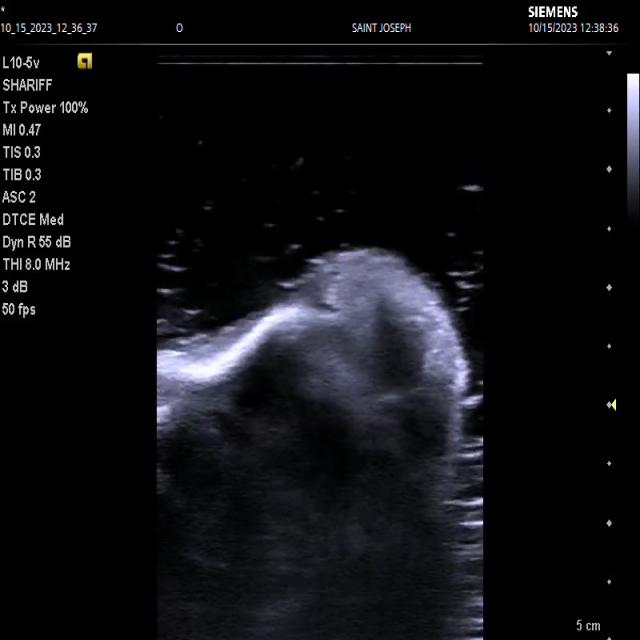 *
SIEMENS
10_15_2023_12_36_37 O SAINT JOSEPH 10/15/2023 12:38:36
L10-5v
SHARIFF
Tx Power 100%
MI 0.47
TIS 0.3
TIB 0.3
ASC 2
DTCE Med
Dyn R 55 dB
THI 8.0 MHz
3 dB
50 fps
5 cm